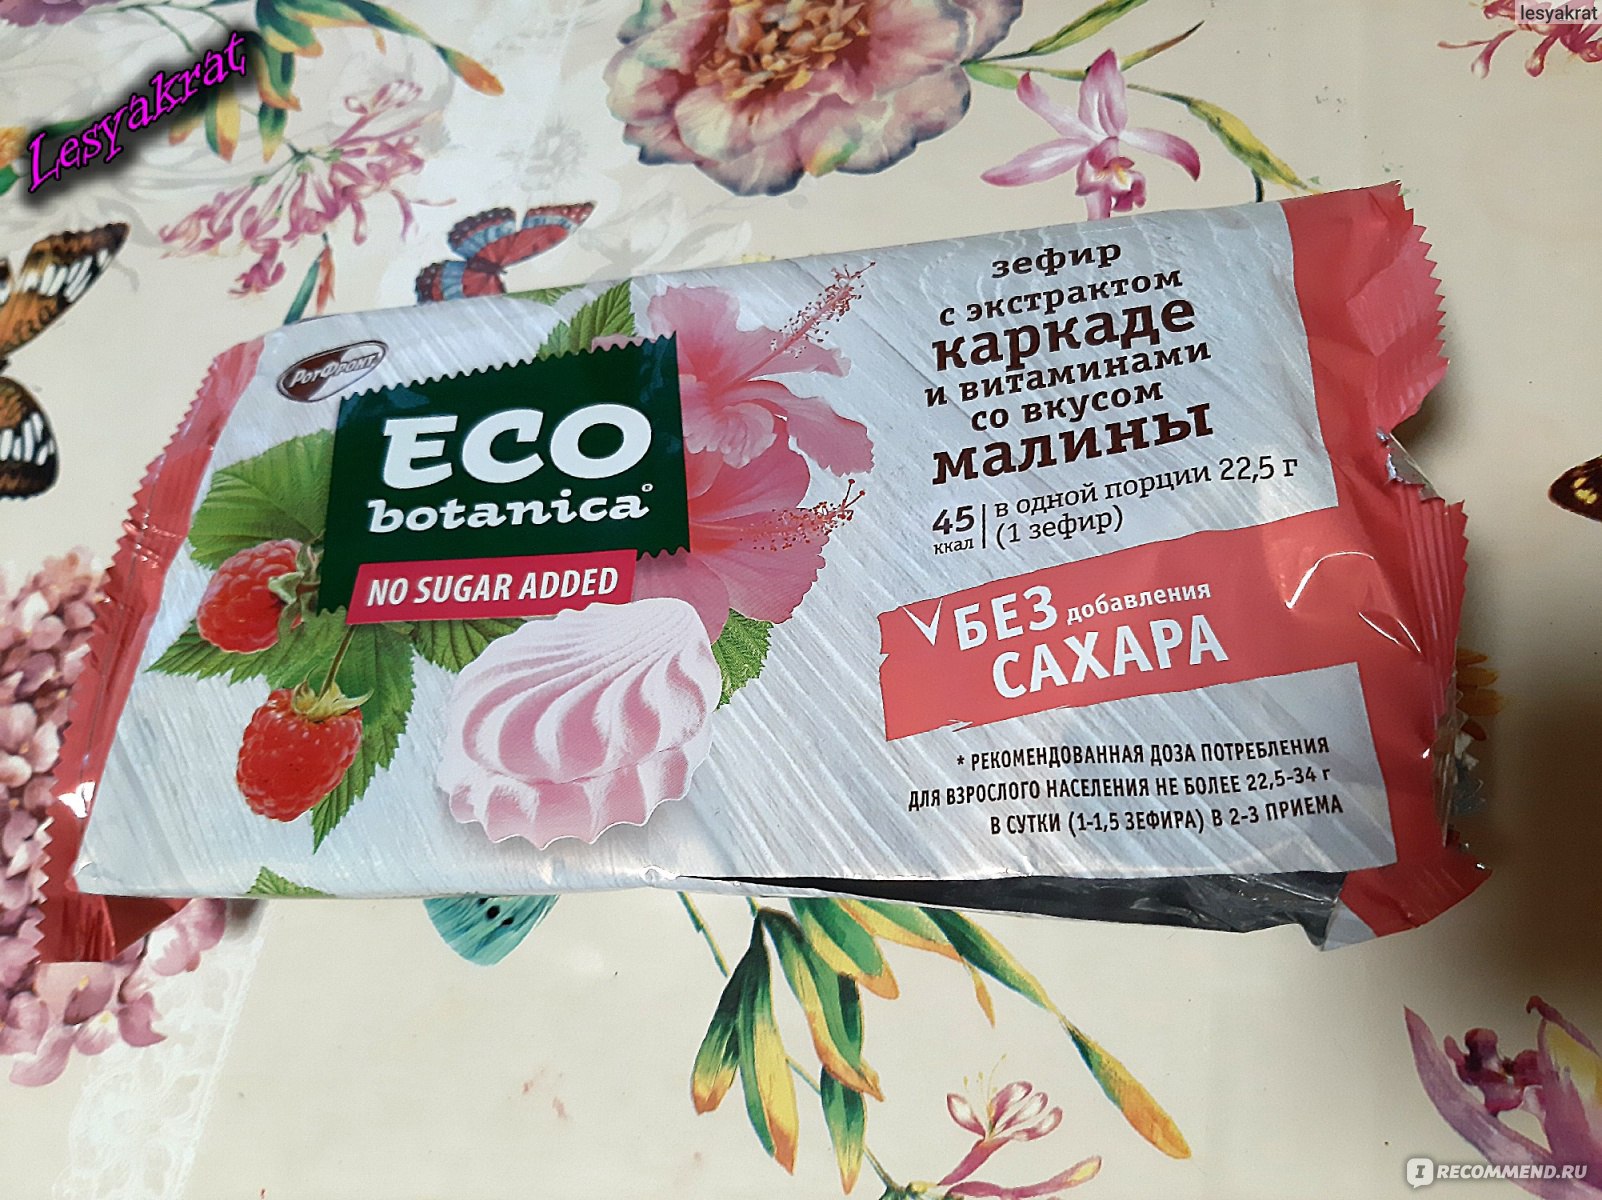 lesyakrat
Lesyakrat
РотФронт
ECO
botanica®
NO SUGAR ADDED
зефир
с экстрактом
каркаде
и витаминами
со вкусом
малины
45 ккал | в одной порции 22,5 г
(1 зефир)
БЕЗ добавления
САХАРА
* РЕКОМЕНДОВАННАЯ ДОЗА ПОТРЕБЛЕНИЯ
ДЛЯ ВЗРОСЛОГО НАСЕЛЕНИЯ НЕ БОЛЕЕ 22,5-34 г
В СУТКИ (1-1,5 ЗЕФИРА) В 2-3 ПРИЕМА
IRECOMMEND.RU